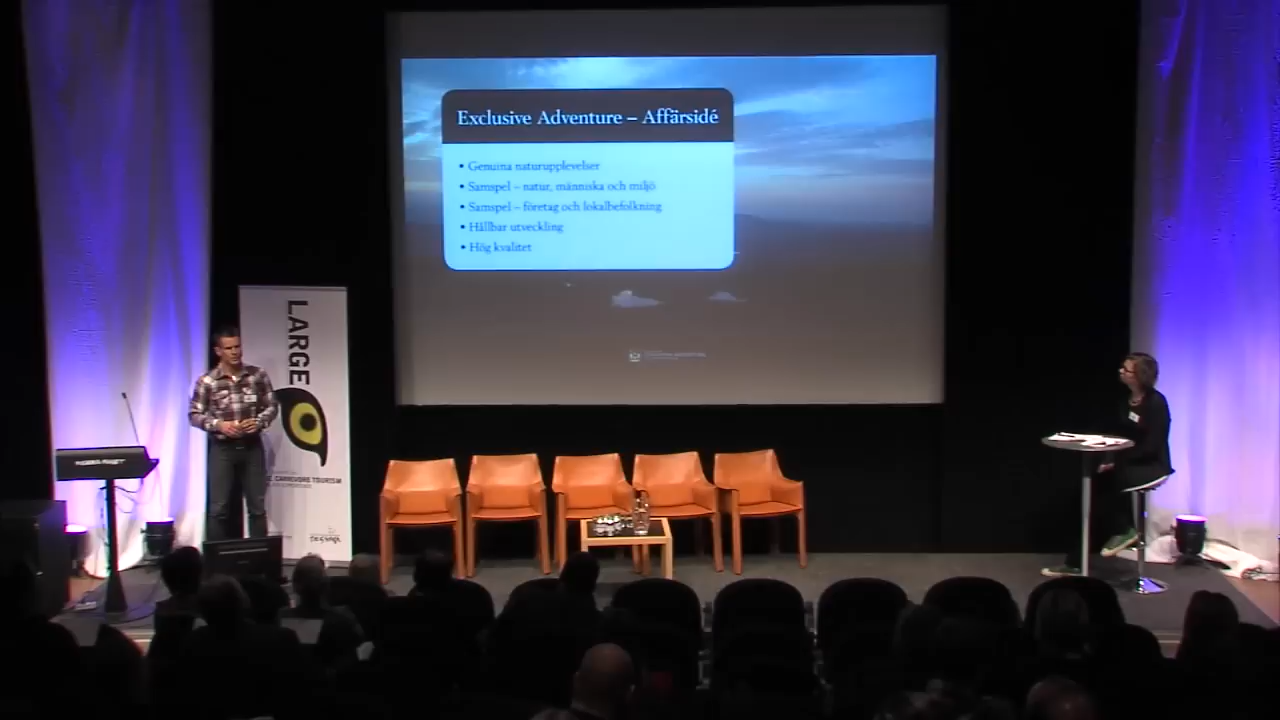 Exclusive Adventure – Affärsidé
• Genuina naturupplevelser
• Samspel – natur, människa och miljö
• Samspel – företag och lokalbefolkning
• Hållbar utveckling
• Hög kvalitet
LARGE
CARNIVORE TOURISM